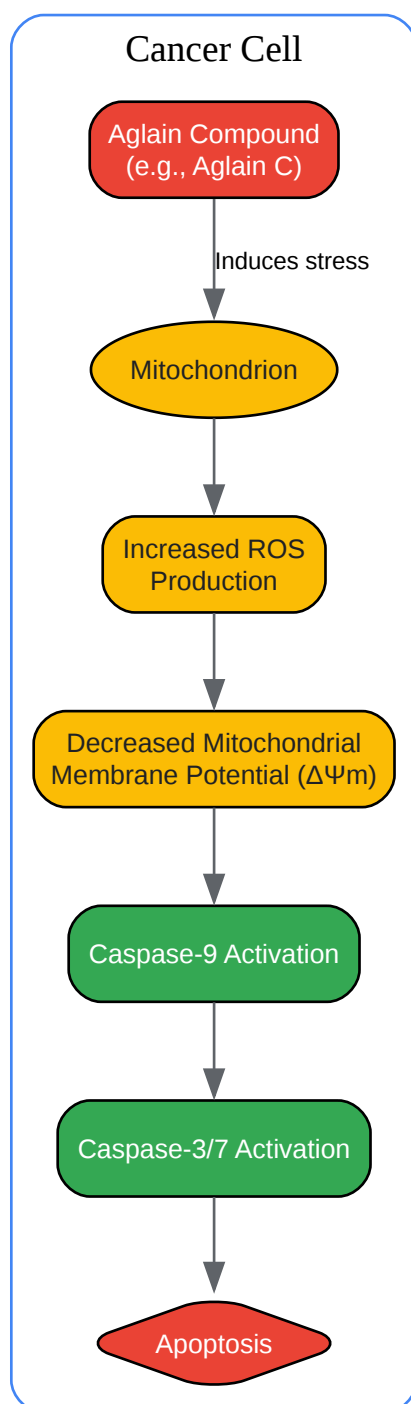 Cancer Cell
Aglain Compound
(e.g., Aglain C)
Induces stress
Mitochondrion
Increased ROS
Production
Decreased Mitochondrial
Membrane Potential (ΔΨm)
Caspase-9 Activation
Caspase-3/7 Activation
Apoptosis